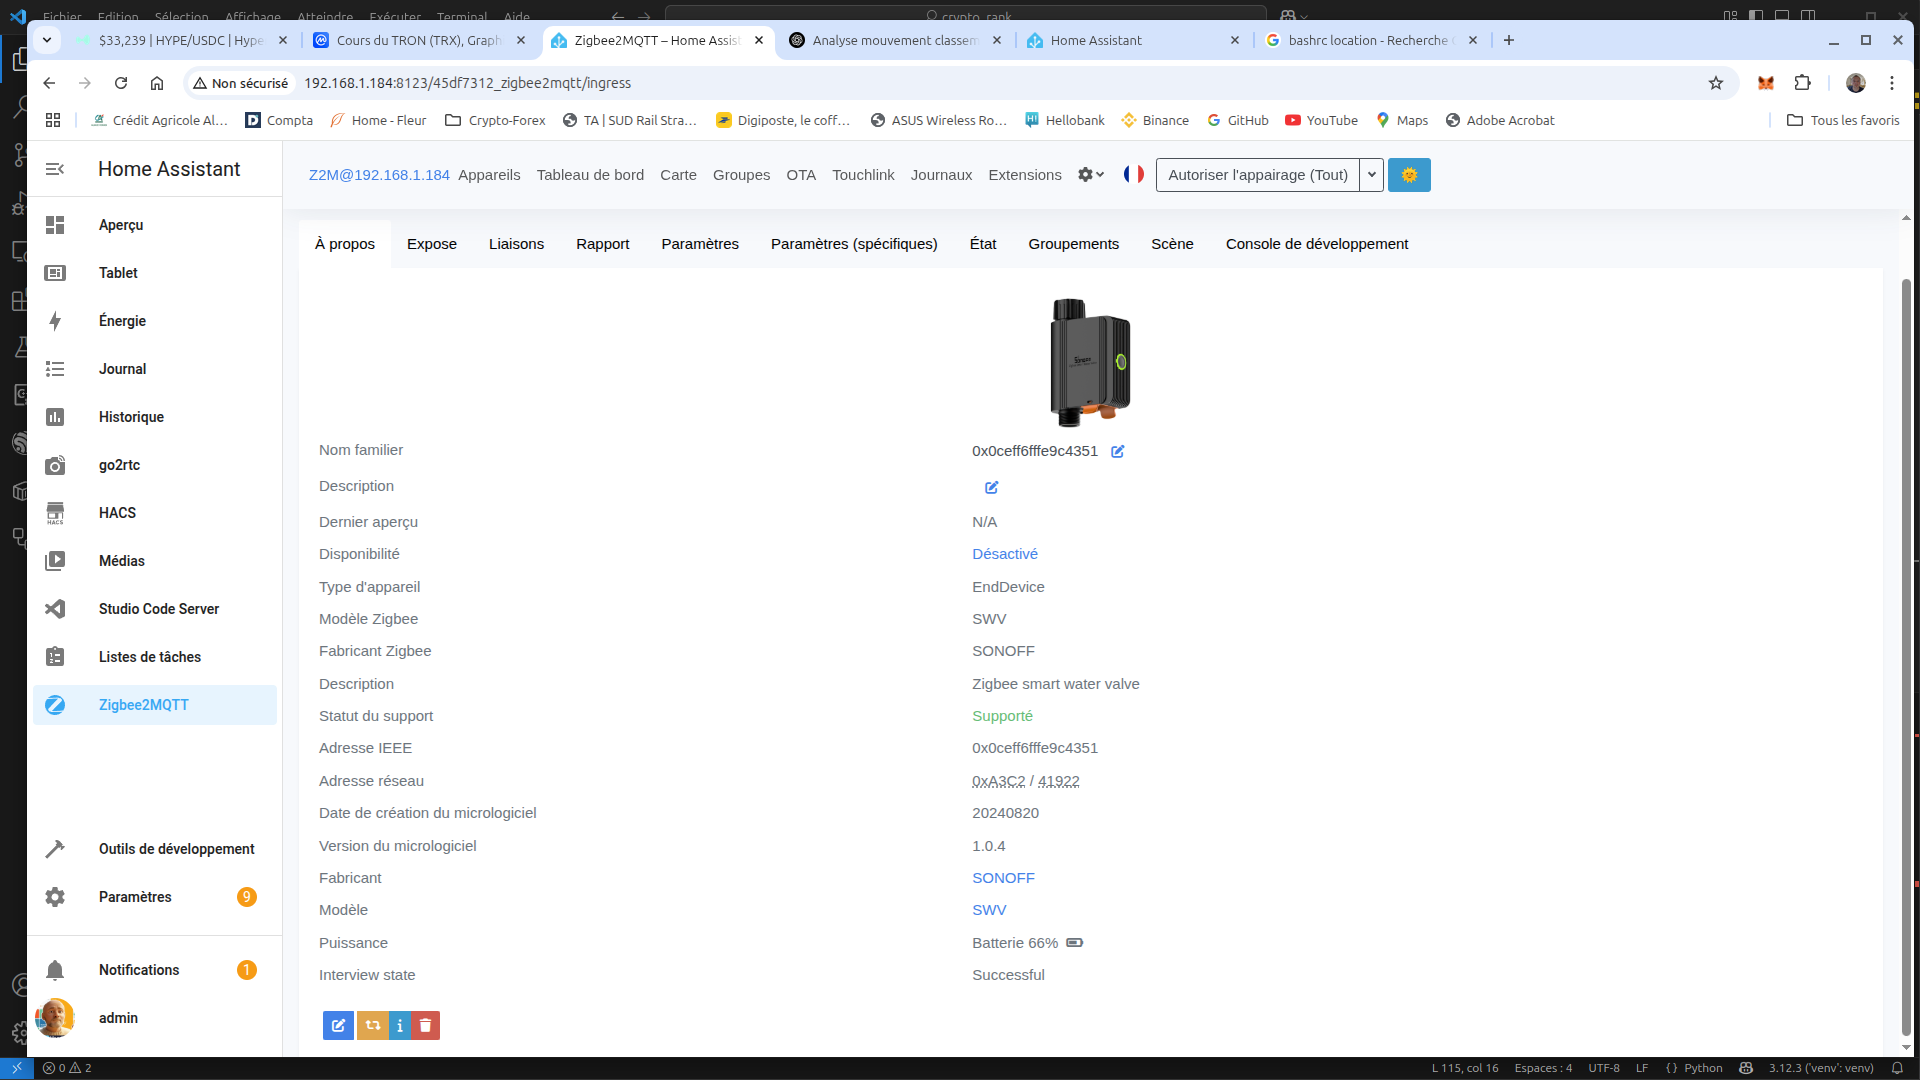 Fichier Edition Sélection Affichage Atteindre Exécuter Terminal Aide crypto_rank
$33,239 | HYPE/USDC | Hype
Cours du TRON (TRX), Graph
Zigbee2MQTT – Home Assist
Analyse mouvement classem
Home Assistant
bashrc location - Recherche
Non sécurisé 192.168.1.184:8123/45df7312_zigbee2mqtt/ingress
Crédit Agricole Al... Compta Home - Fleur Crypto-Forex TA | SUD Rail Stra... Digiposte, le coff... ASUS Wireless Ro... Hellobank Binance GitHub YouTube Maps Adobe Acrobat Tous les favoris
Home Assistant
Aperçu
Tablet
Énergie
Journal
Historique
go2rtc
HACS
HACS
Médias
Studio Code Server
Listes de tâches
Zigbee2MQTT
Outils de développement
Paramètres 9
Notifications 1
admin
Z2M@192.168.1.184 Appareils Tableau de bord Carte Groupes OTA Touchlink Journaux Extensions Autoriser l'appairage (Tout)
À propos Expose Liaisons Rapport Paramètres Paramètres (spécifiques) État Groupements Scène Console de développement
Nom familier 0x0ceff6fffe9c4351
Description
Dernier aperçu N/A
Disponibilité Désactivé
Type d'appareil EndDevice
Modèle Zigbee SWV
Fabricant Zigbee SONOFF
Description Zigbee smart water valve
Statut du support Supporté
Adresse IEEE 0x0ceff6fffe9c4351
Adresse réseau 0xA3C2 / 41922
Date de création du micrologiciel 20240820
Version du micrologiciel 1.0.4
Fabricant SONOFF
Modèle SWV
Puissance Batterie 66%
Interview state Successful
0 2 L 115, col 16 Espaces : 4 UTF-8 LF {} Python 3.12.3 ('venv': venv)